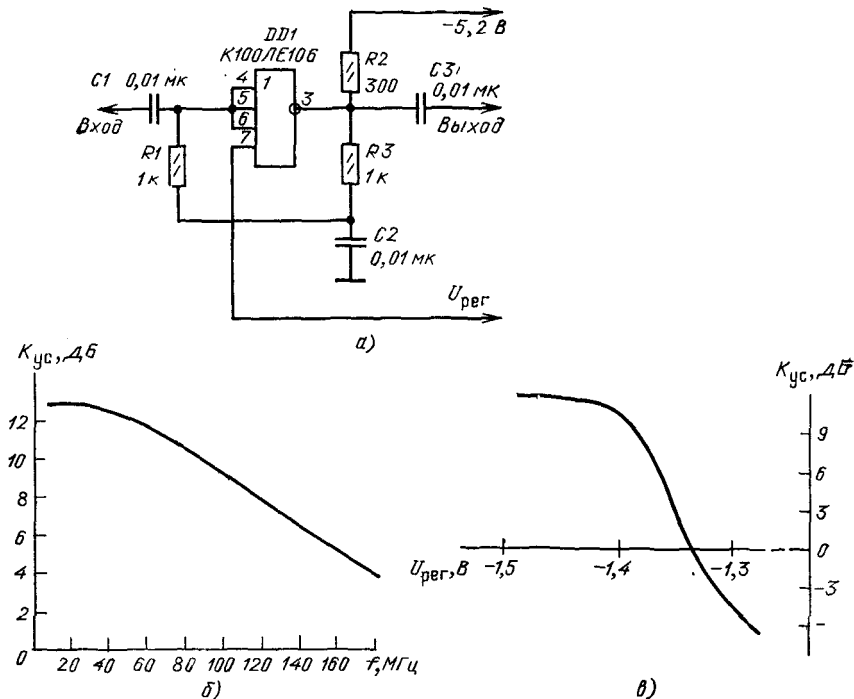 -5,2 В
DD1
К100ЛЕ106
C1 0,01 мк
Вход
R1
1к
4
5
6
7
1
3
R2
300
C3
0,01 мк
Выход
R3
1к
C2
0,01 мк
Uрег
а)
Kус, дБ
12
10
8
6
4
2
0
20 40 60 80 100 120 140 160 f, МГц
б)
Kус, дБ
9
6
3
0
-3
Uрег, В
-1,5
-1,4
-1,3
в)